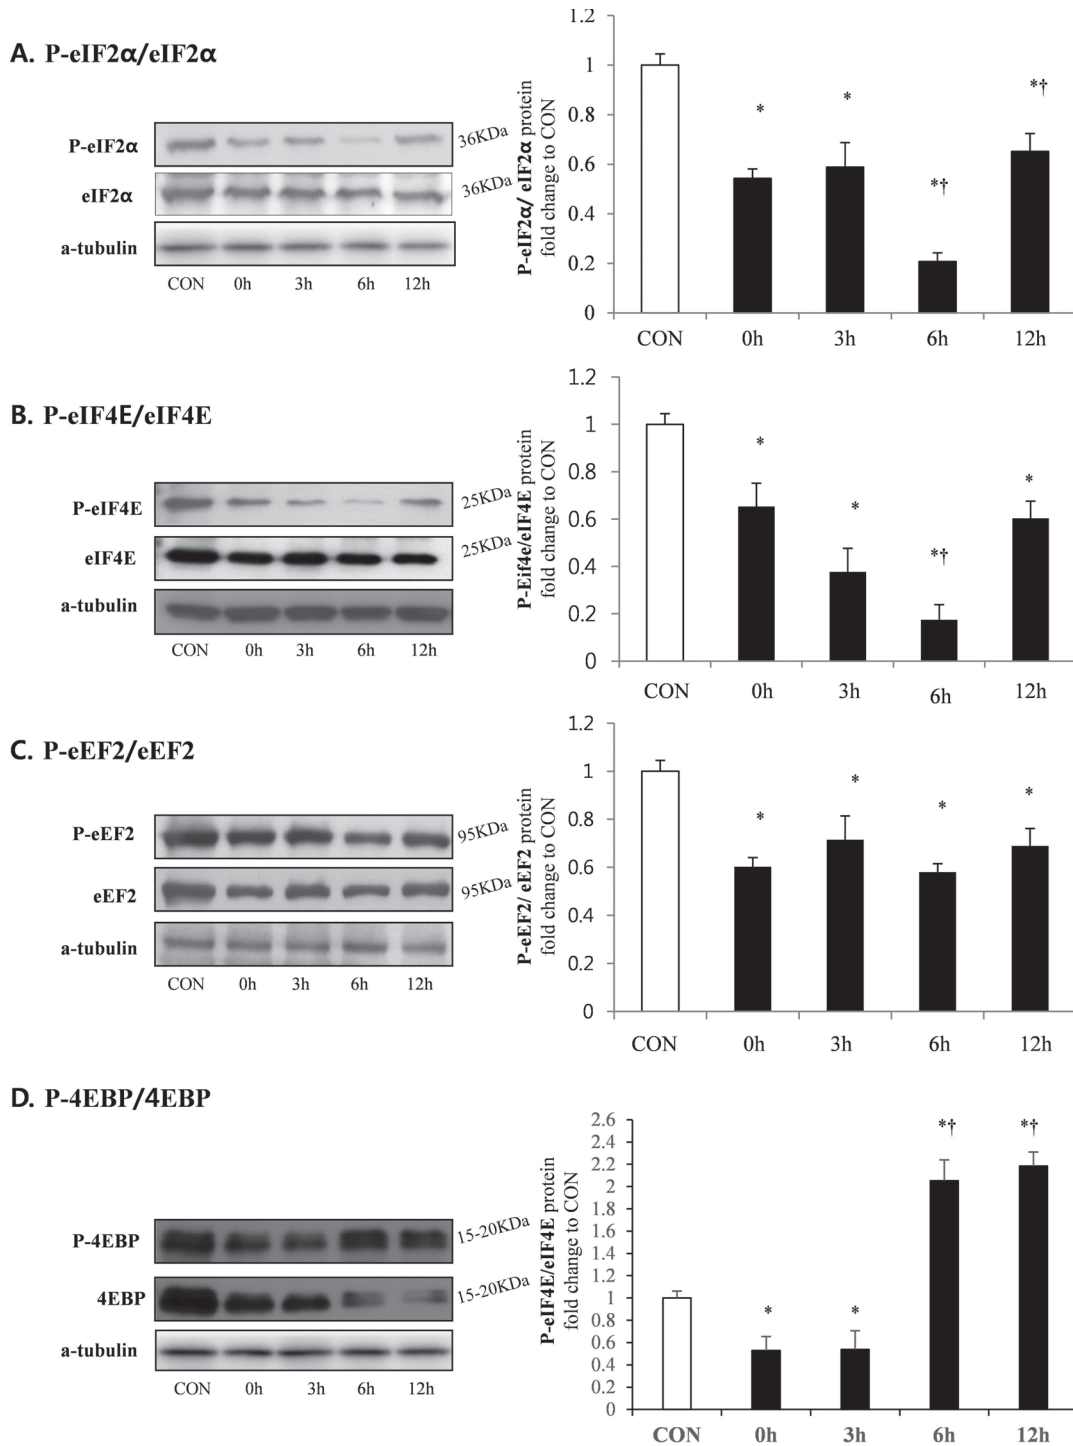 A. P-eIF2α/eIF2α
P-eIF2α
36KDa
eIF2α
36KDa
a-tubulin
CON 0h 3h 6h 12h
P-eIF2α/ eIF2α protein
fold change to CON
1.2
1
0.8
0.6
0.4
0.2
0
* * *† *†
CON 0h 3h 6h 12h
B. P-eIF4E/eIF4E
P-eIF4E
25KDa
eIF4E
25KDa
a-tubulin
CON 0h 3h 6h 12h
P-Eif4e/eIF4E protein
fold change to CON
1.2
1
0.8
0.6
0.4
0.2
0
* * *† *
CON 0h 3h 6h 12h
C. P-eEF2/eEF2
P-eEF2
95KDa
eEF2
95KDa
a-tubulin
CON 0h 3h 6h 12h
P-eEF2/ eEF2 protein
fold change to CON
1.2
1
0.8
0.6
0.4
0.2
0
* * * *
CON 0h 3h 6h 12h
D. P-4EBP/4EBP
P-4EBP
15-20KDa
4EBP
15-20KDa
a-tubulin
CON 0h 3h 6h 12h
P-eIF4E/eIF4E protein
fold change to CON
2.6
2.4
2.2
2
1.8
1.6
1.4
1.2
1
0.8
0.6
0.4
0.2
0
* * *† *†
CON 0h 3h 6h 12h